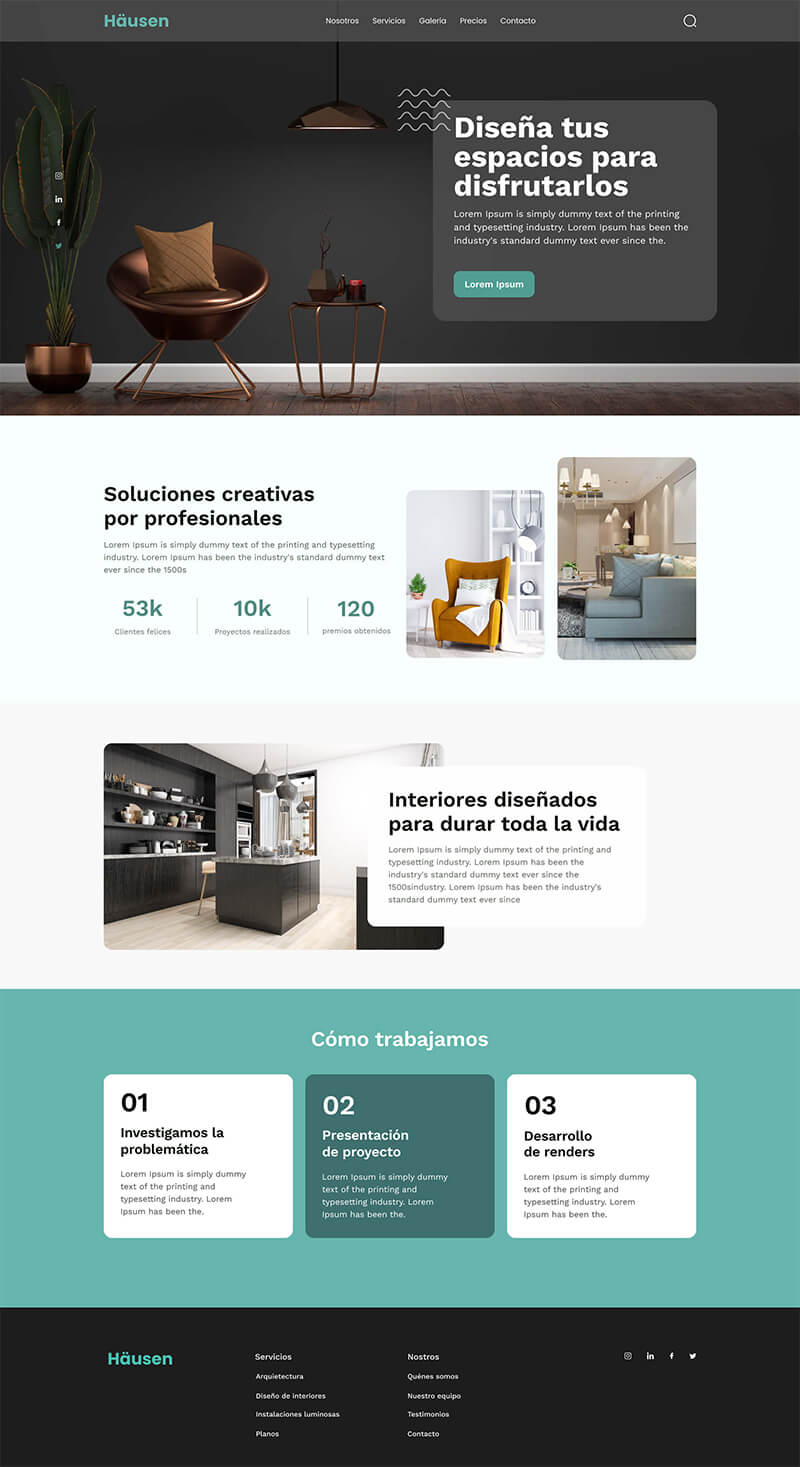 Häusen
Nosotros
Servicios
Galería
Precios
Contacto
Diseña tus
espacios para
disfrutarlos
Lorem Ipsum is simply dummy text of the printing
and typesetting industry. Lorem Ipsum has been the
industry's standard dummy text ever since the.
Lorem Ipsum
Soluciones creativas
por profesionales
Lorem Ipsum is simply dummy text of the printing and typesetting
industry. Lorem Ipsum has been the industry's standard dummy text
ever since the 1500s
53k
Clientes felices
10k
Proyectos realizados
120
premios obtenidos
Interiores diseñados
para durar toda la vida
Lorem Ipsum is simply dummy text of the printing and
typesetting industry. Lorem Ipsum has been the
industry's standard dummy text ever since the
1500sindustry. Lorem Ipsum has been the industry's
standard dummy text ever since
Cómo trabajamos
01
Investigamos la
problemática
Lorem Ipsum is simply dummy
text of the printing and
typesetting industry. Lorem
Ipsum has been the.
02
Presentación
de proyecto
Lorem Ipsum is simply dummy
text of the printing and
typesetting industry. Lorem
Ipsum has been the.
03
Desarrollo
de renders
Lorem Ipsum is simply dummy
text of the printing and
typesetting industry. Lorem
Ipsum has been the.
Häusen
Servicios
Arquietectura
Diseño de interiores
Instalaciones luminosas
Planos
Nostros
Quénes somos
Nuestro equipo
Testimonios
Contacto